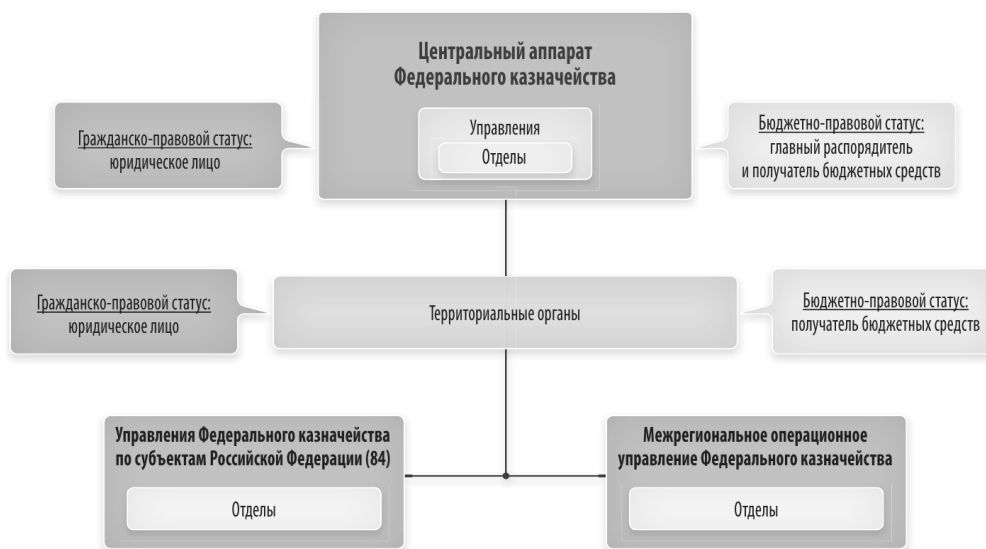 Центральный аппарат
Федерального казначейства
Управления
Отделы
Гражданско-правовой статус:
юридическое лицо
Бюджетно-правовой статус:
главный распорядитель
и получатель бюджетных средств
Гражданско-правовой статус:
юридическое лицо
Территориальные органы
Бюджетно-правовой статус:
получатель бюджетных средств
Управления Федерального казначейства
по субъектам Российской Федерации (84)
Отделы
Межрегиональное операционное
управление Федерального казначейства
Отделы